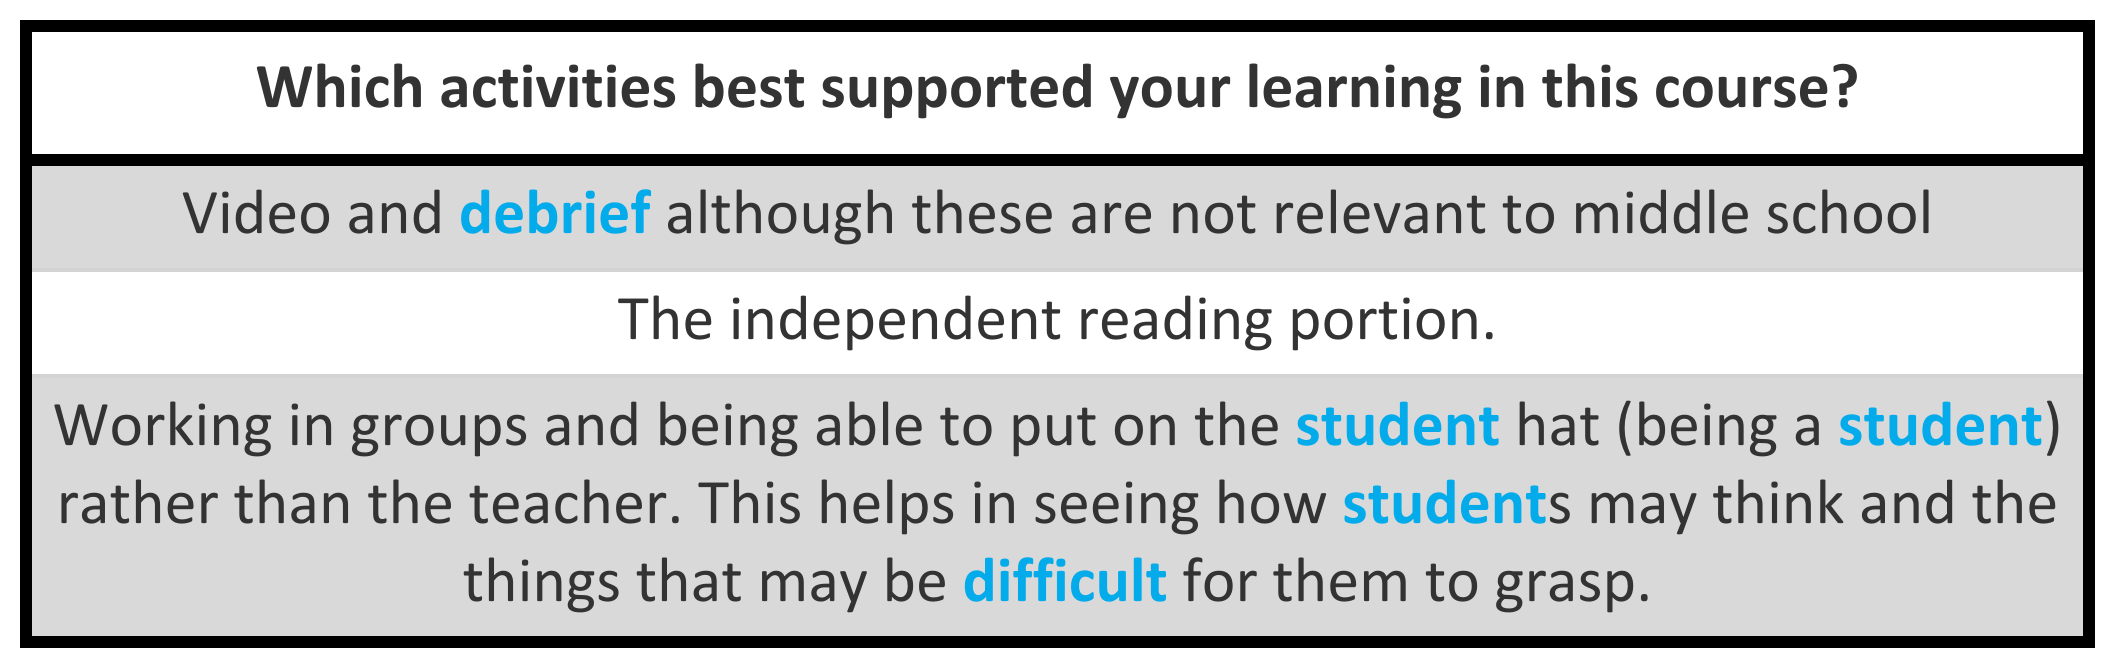 Which activities best supported your learning in this course?
Video and debrief although these are not relevant to middle school
The independent reading portion.
Working in groups and being able to put on the student hat (being a student)
rather than the teacher. This helps in seeing how students may think and the
things that may be difficult for them to grasp.